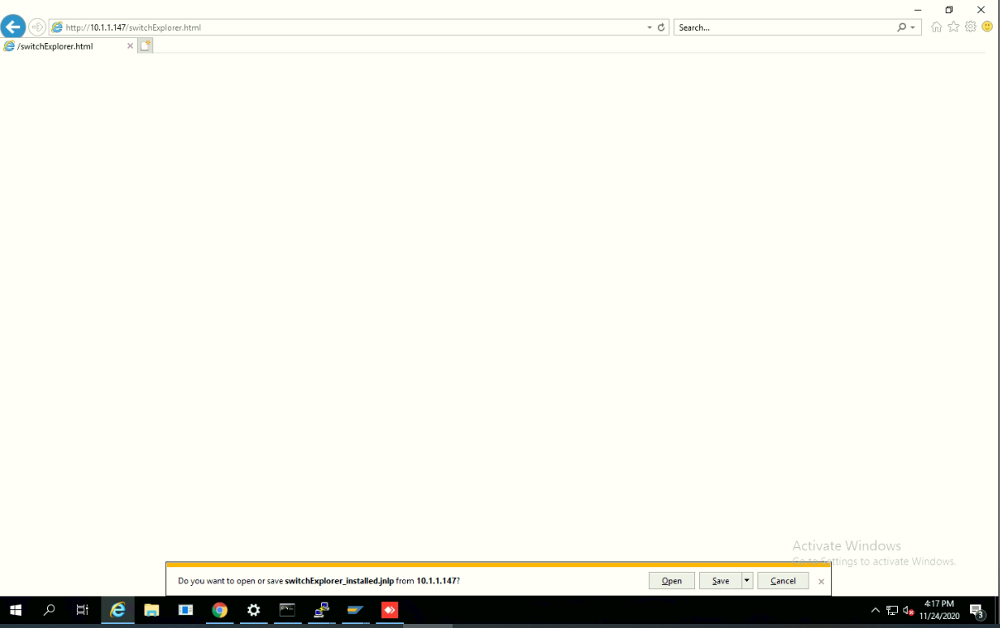 http://10.1.1.147/switchExplorer.html
Search...
/switchExplorer.html
Activate Windows
Go to Settings to activate Windows.
Do you want to open or save switchExplorer_installed.jnlp from 10.1.1.147?
Open
Save
Cancel
4:17 PM
11/24/2020
3